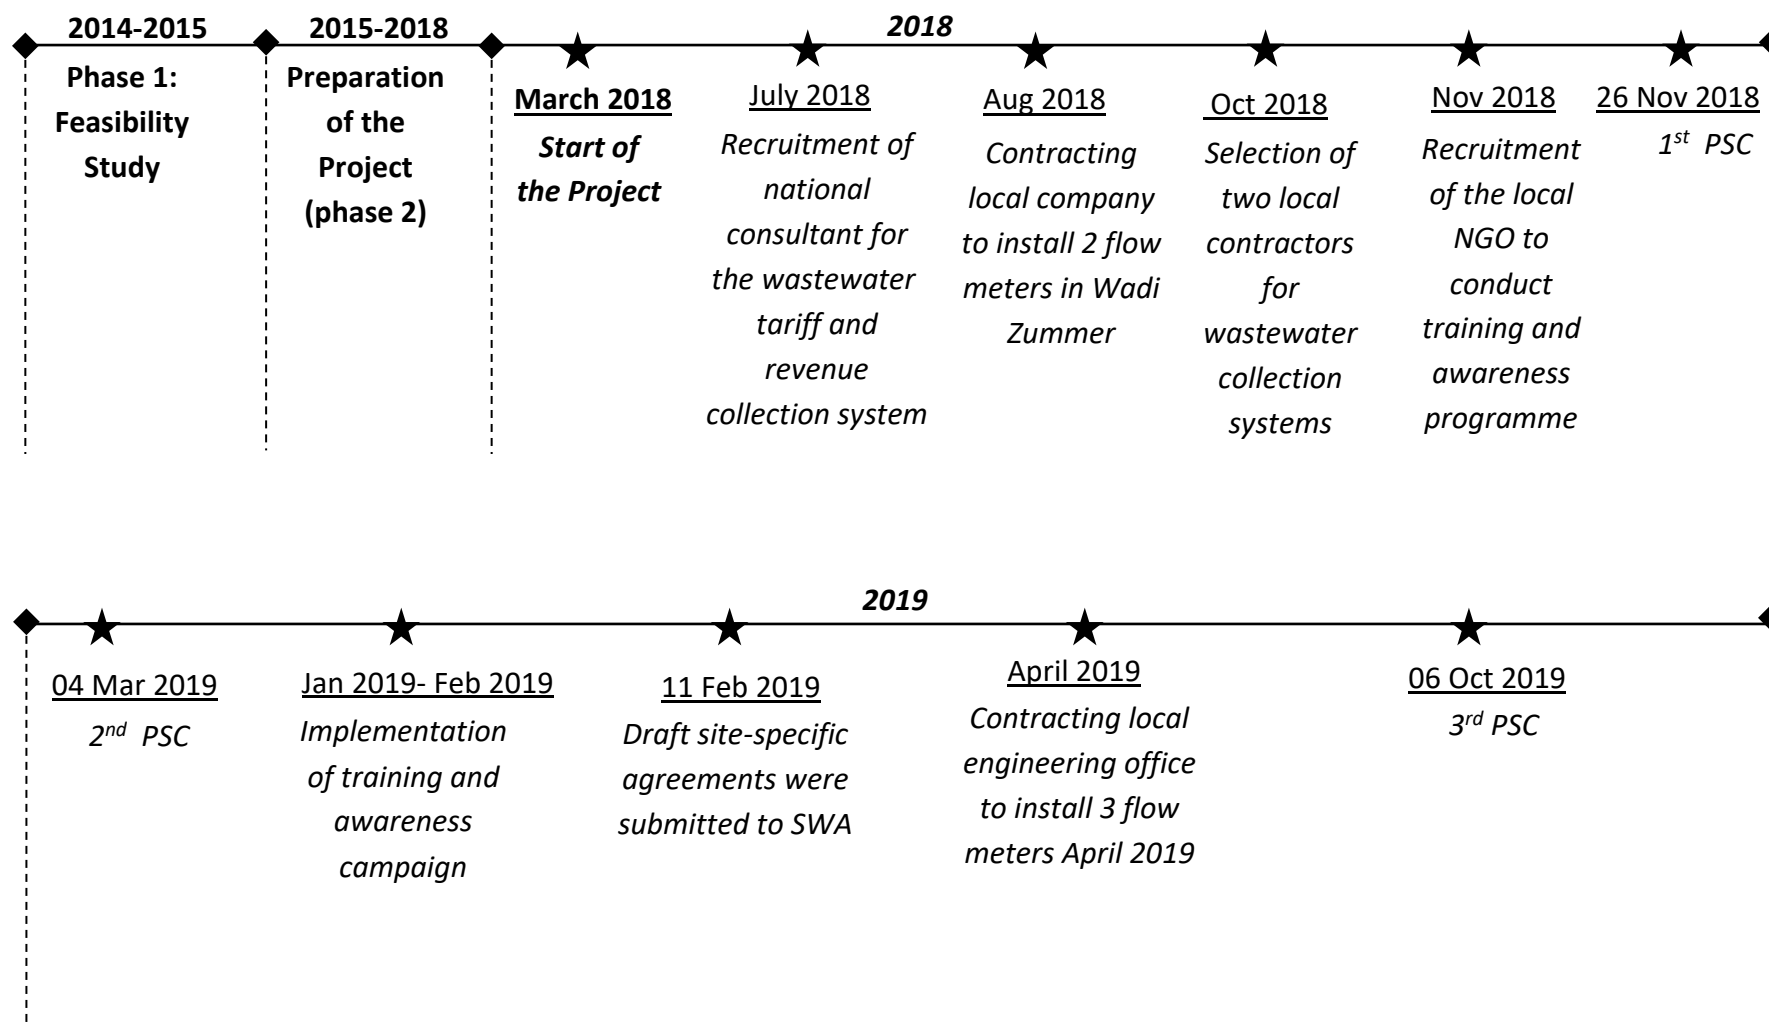 2014-2015
Phase 1:
Feasibility
Study
2015-2018
Preparation
of the
Project
(phase 2)
2018
March 2018
Start of
the Project
July 2018
Recruitment of
national
consultant for
the wastewater
tariff and
revenue
collection system
Aug 2018
Contracting
local company
to install 2 flow
meters in Wadi
Zummer
Oct 2018
Selection of
two local
contractors
for
wastewater
collection
systems
Nov 2018
Recruitment
of the local
NGO to
conduct
training and
awareness
programme
26 Nov 2018
1st PSC
2019
04 Mar 2019
2nd PSC
Jan 2019- Feb 2019
Implementation
of training and
awareness
campaign
11 Feb 2019
Draft site-specific
agreements were
submitted to SWA
April 2019
Contracting local
engineering office
to install 3 flow
meters April 2019
06 Oct 2019
3rd PSC